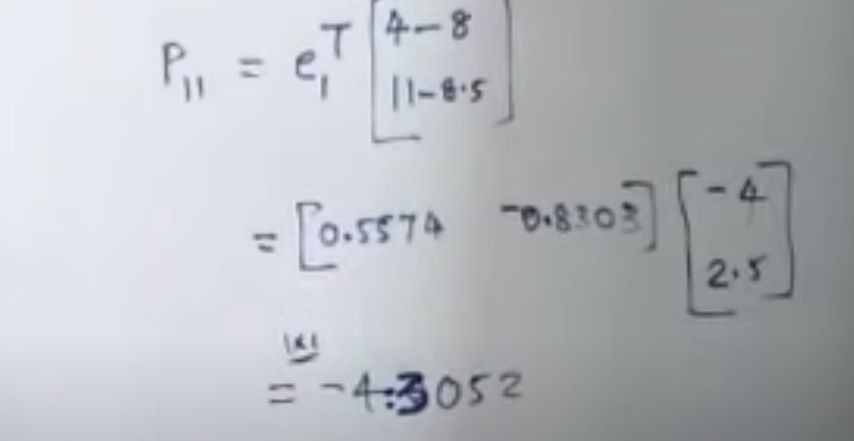 P₁₁ = e₁ᵀ [4-8
11-8.5]
= [0.5574 -0.8303] [-4
2.5]
1x1
= -4.3052